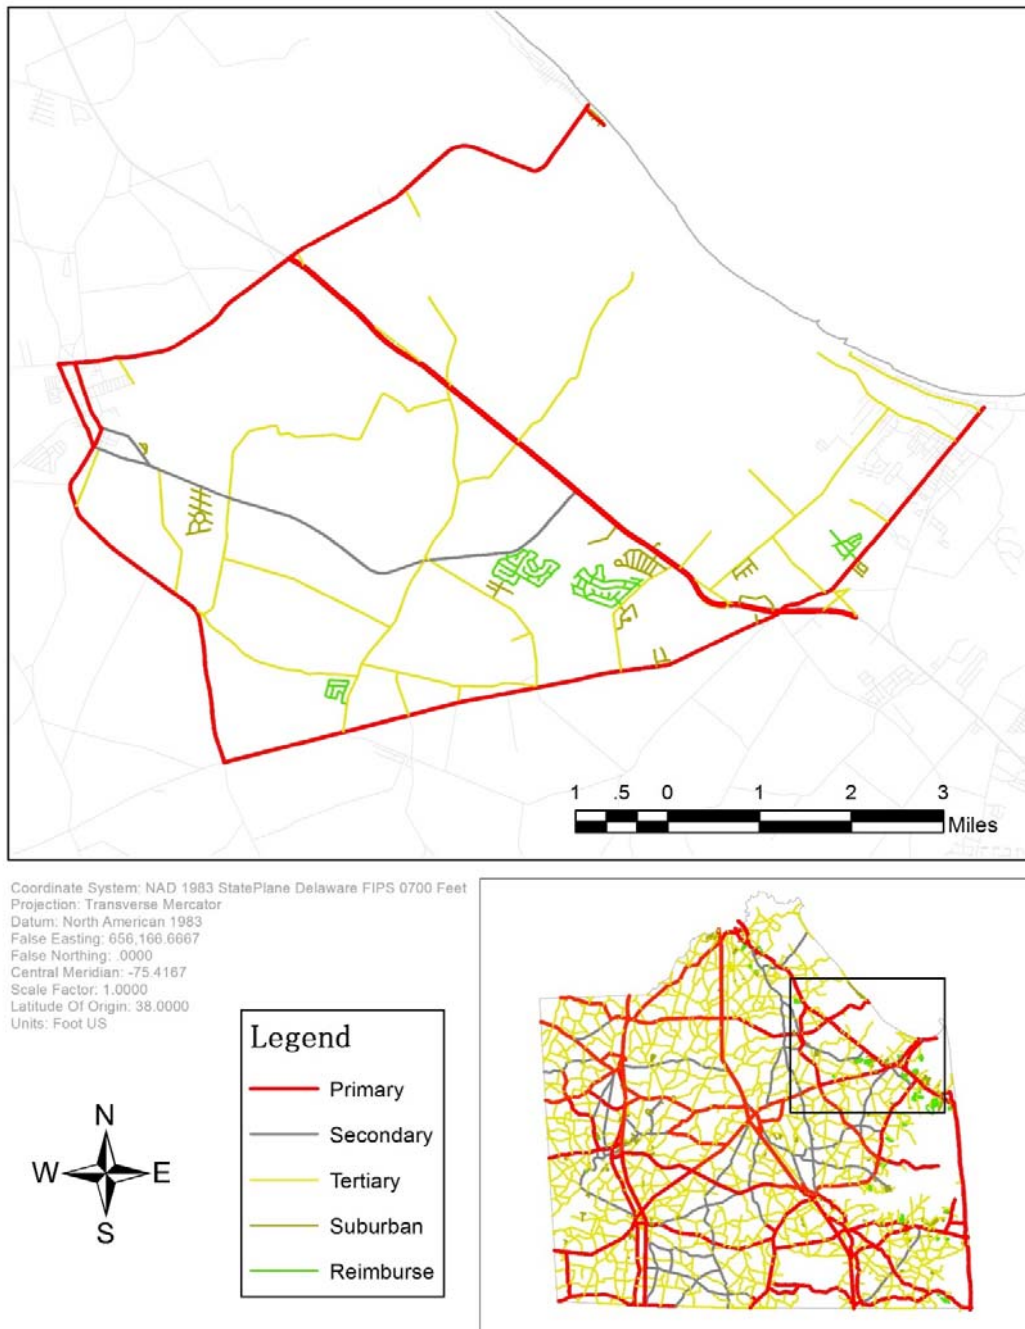 1 .5 0 1 2 3
Miles
Coordinate System: NAD 1983 StatePlane Delaware FIPS 0700 Feet
Projection: Transverse Mercator
Datum: North American 1983
False Easting: 656,166.6667
False Northing: .0000
Central Meridian: -75.4167
Scale Factor: 1.0000
Latitude Of Origin: 38.0000
Units: Foot US
Legend
Primary
Secondary
Tertiary
Suburban
Reimburse
N
W E
S